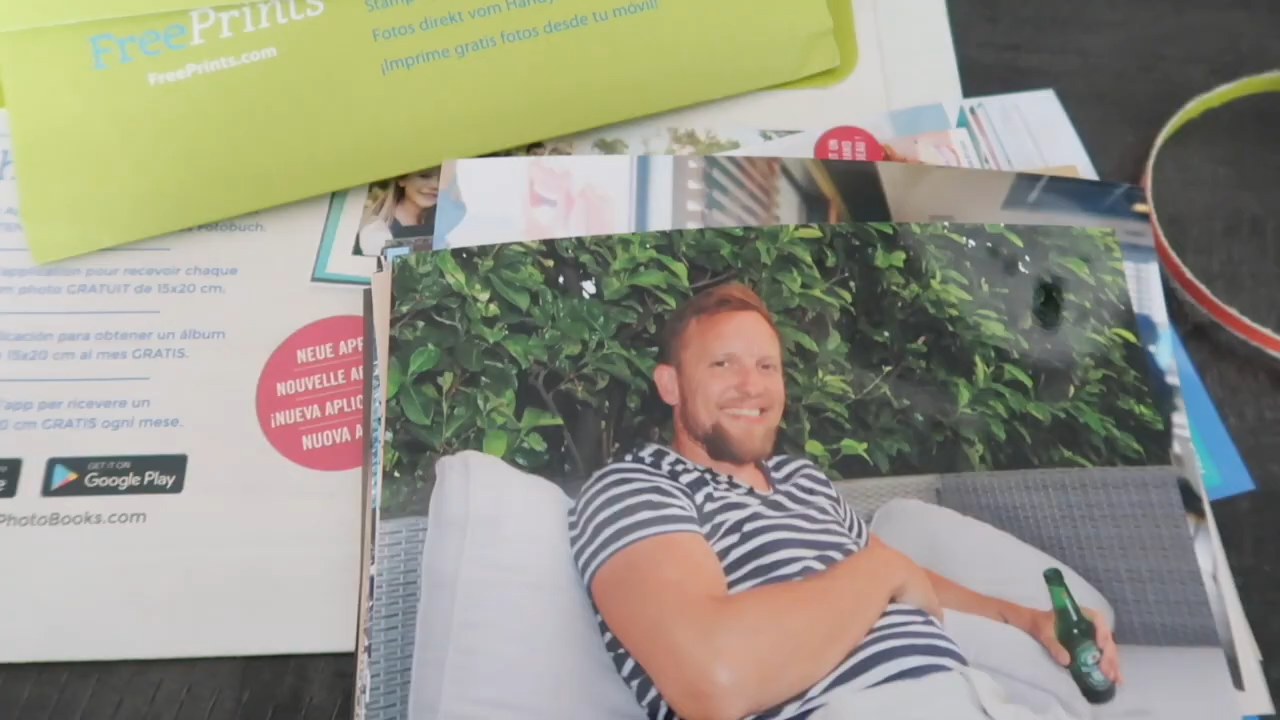 FreePrints
FreePrints.com
Fotos direkt vom Handy
¡Imprime gratis fotos desde tu móvil!
Fotobuch.
application pour recevoir chaque
photo GRATUIT de 15x20 cm.
licación para obtener un álbum
15x20 cm al mes GRATIS.
app per ricevere un
cm GRATIS ogni mese.
NEUE APP
NOUVELLE AP
¡NUEVA APLIC
NUOVA A
GET IT ON
Google Play
PhotoBooks.com